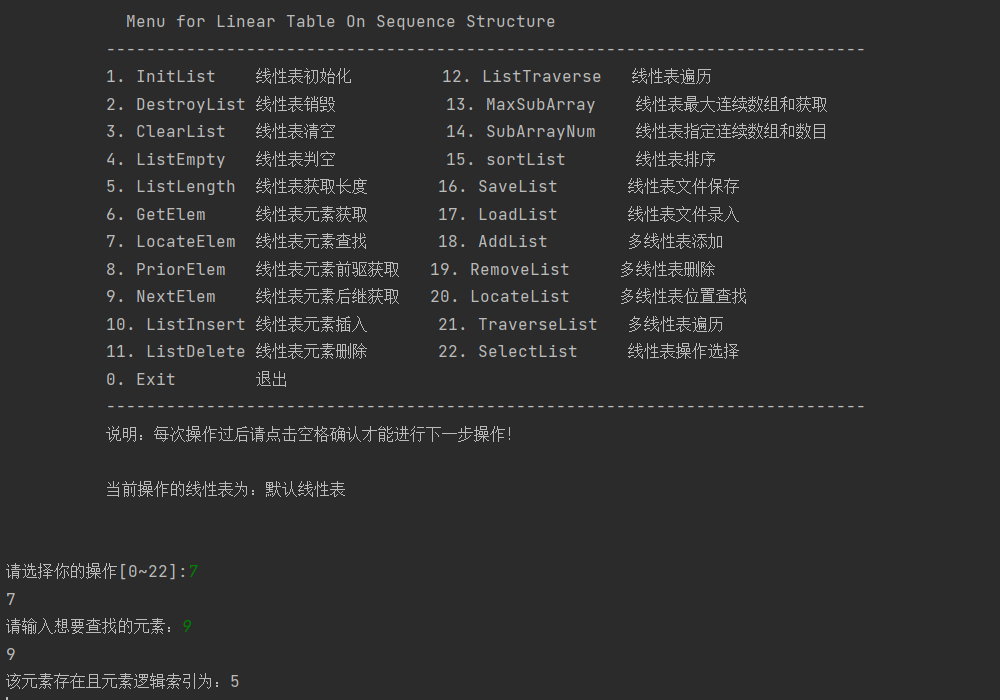 Menu for Linear Table On Sequence Structure
----------------------------------------------------------------------------
1. InitList 线性表初始化 12. ListTraverse 线性表遍历
2. DestroyList 线性表销毁 13. MaxSubArray 线性表最大连续数组和获取
3. ClearList 线性表清空 14. SubArrayNum 线性表指定连续数组和数目
4. ListEmpty 线性表判空 15. sortList 线性表排序
5. ListLength 线性表获取长度 16. SaveList 线性表文件保存
6. GetElem 线性表元素获取 17. LoadList 线性表文件录入
7. LocateElem 线性表元素查找 18. AddList 多线性表添加
8. PriorElem 线性表元素前驱获取 19. RemoveList 多线性表删除
9. NextElem 线性表元素后继获取 20. LocateList 多线性表位置查找
10. ListInsert 线性表元素插入 21. TraverseList 多线性表遍历
11. ListDelete 线性表元素删除 22. SelectList 线性表操作选择
0. Exit 退出
----------------------------------------------------------------------------
说明：每次操作过后请点击空格确认才能进行下一步操作！
当前操作的线性表为：默认线性表
请选择你的操作[0~22]:7
7
请输入想要查找的元素：9
9
该元素存在且元素逻辑索引为：5